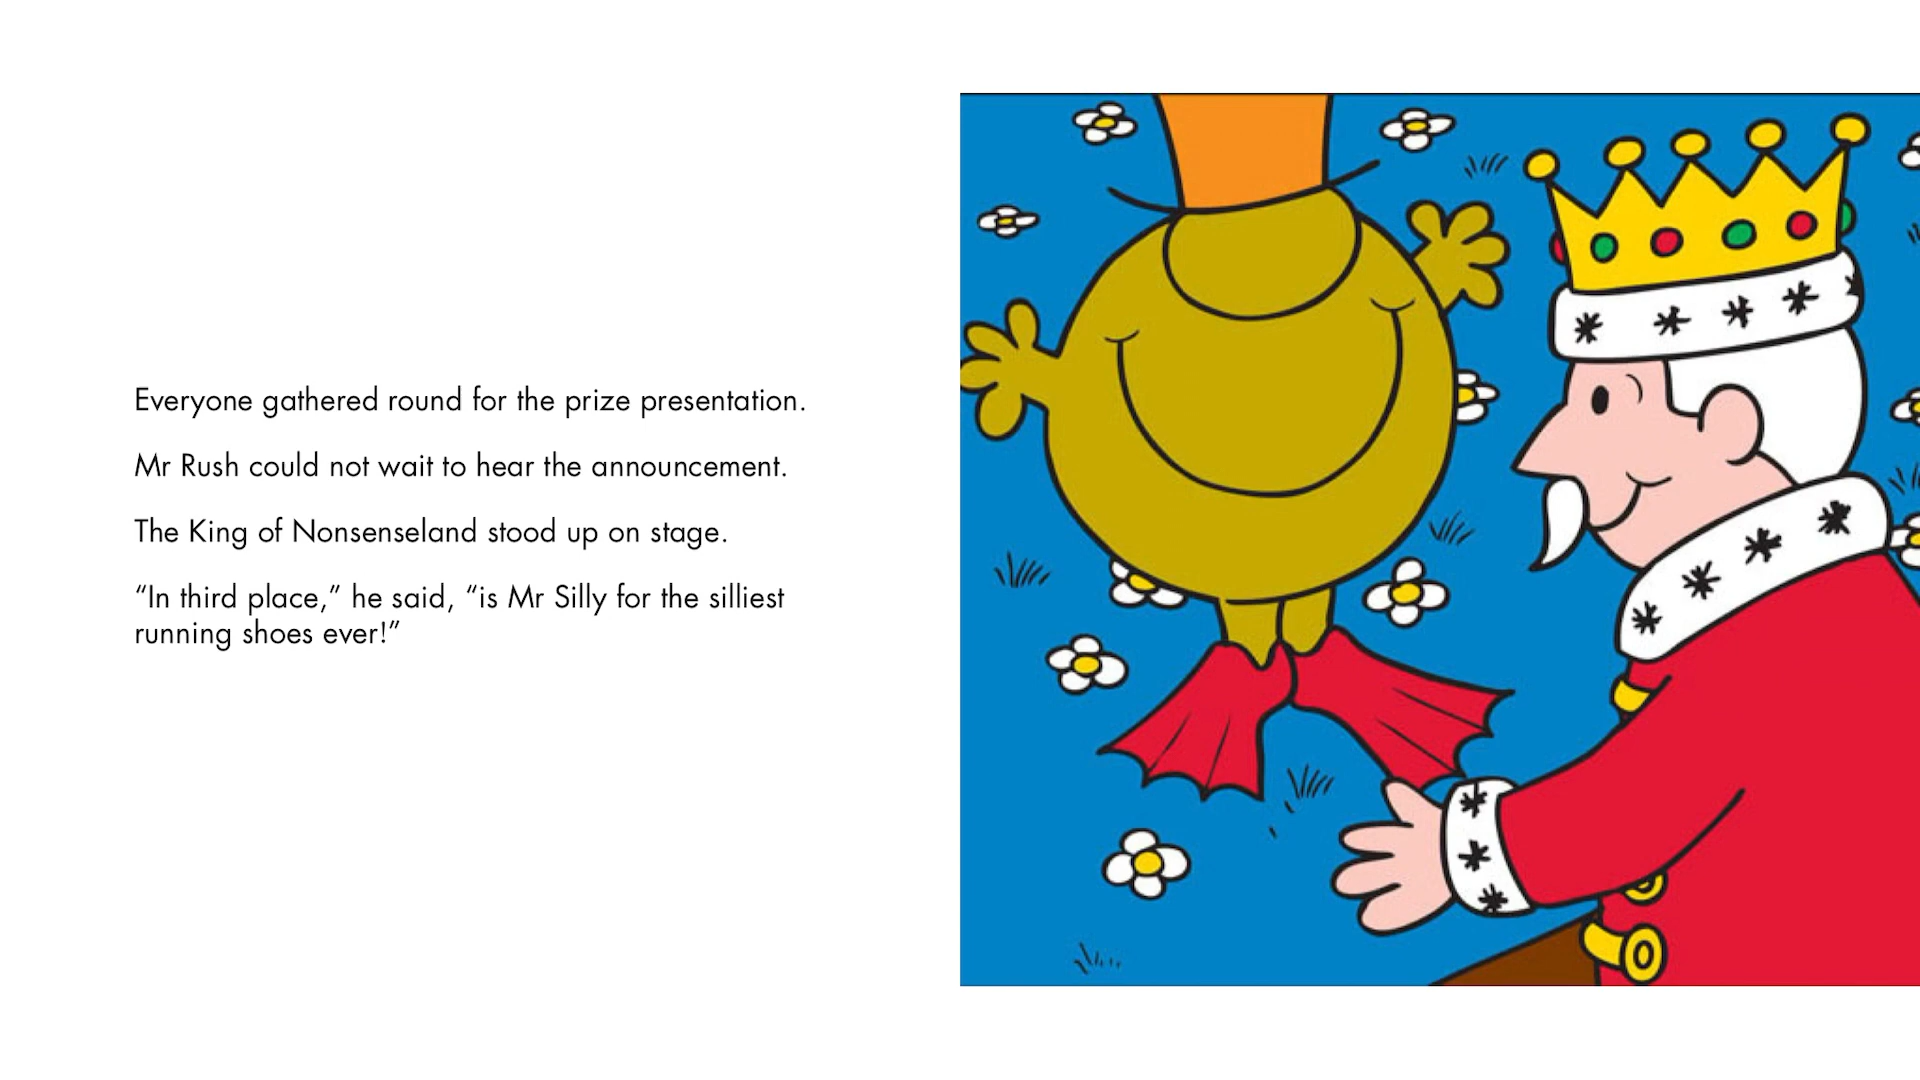 Everyone gathered round for the prize presentation.
Mr Rush could not wait to hear the announcement.
The King of Nonsenseland stood up on stage.
“In third place,” he said, “is Mr Silly for the silliest
running shoes ever!”